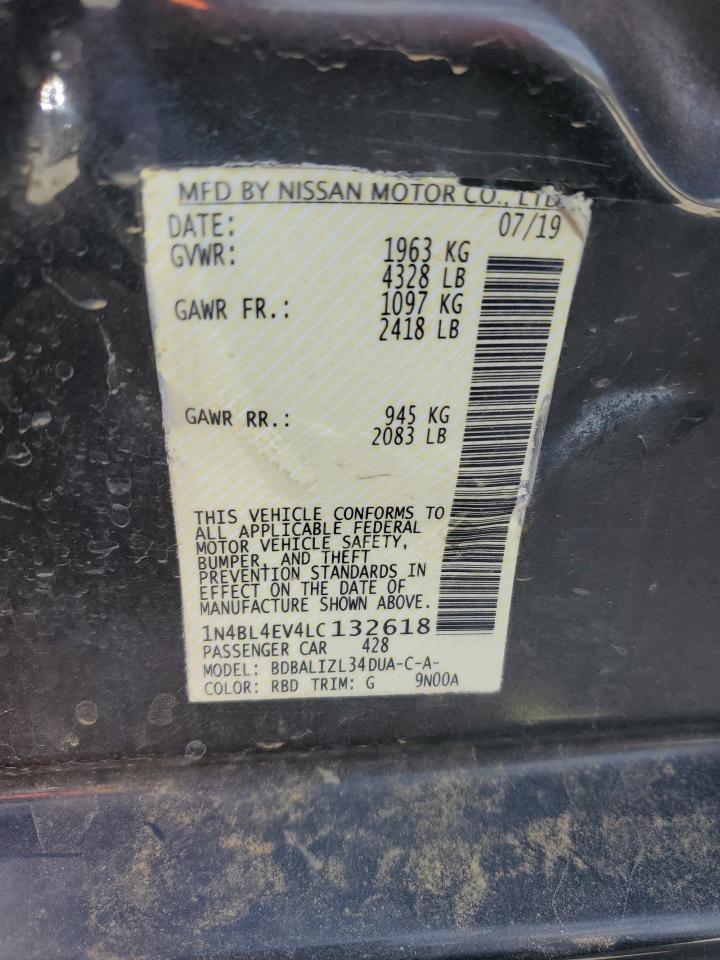 MFD BY NISSAN MOTOR CO., LTD.
DATE: 07/19
GVWR: 1963 KG
4328 LB
GAWR FR.: 1097 KG
2418 LB
GAWR RR.: 945 KG
2083 LB
THIS VEHICLE CONFORMS TO
ALL APPLICABLE FEDERAL
MOTOR VEHICLE SAFETY,
BUMPER, AND THEFT
PREVENTION STANDARDS IN
EFFECT ON THE DATE OF
MANUFACTURE SHOWN ABOVE.
1N4BL4EV4LC132618
PASSENGER CAR 428
MODEL: BDBALIZL34DUA-C-A-
COLOR: RBD TRIM: G 9N00A